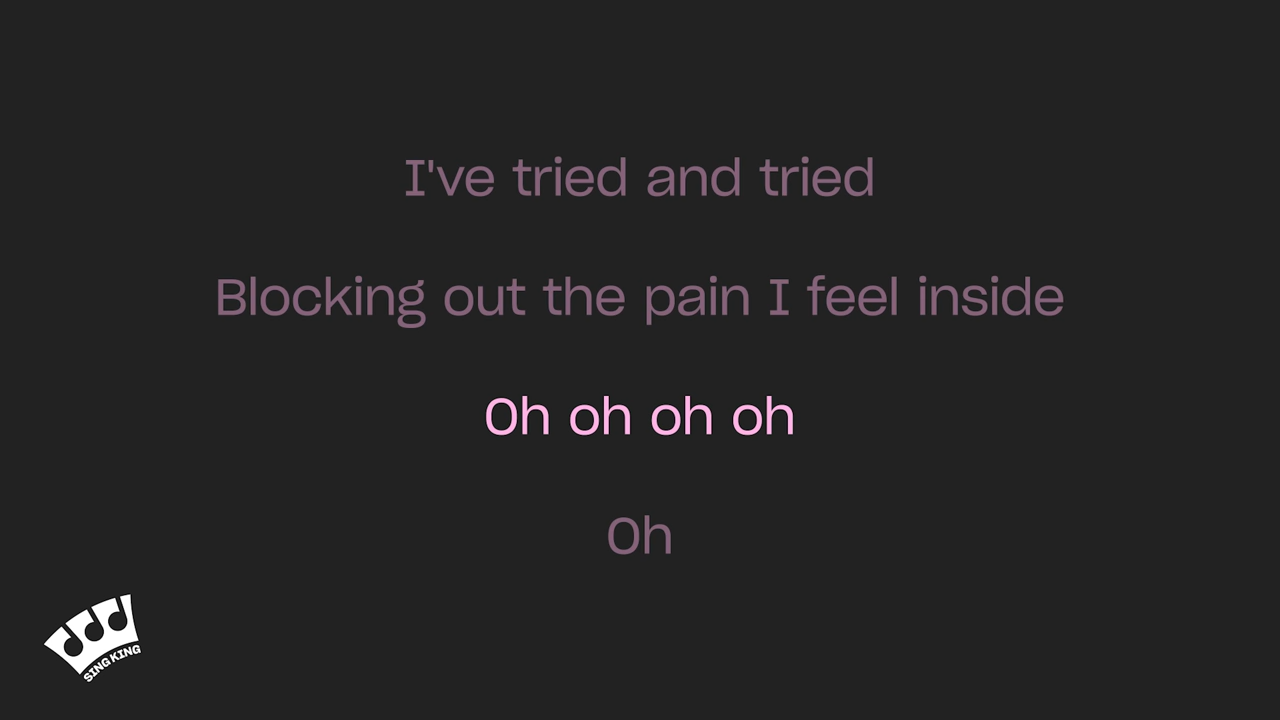 I've tried and tried
Blocking out the pain I feel inside
Oh oh oh oh
Oh
SING KING